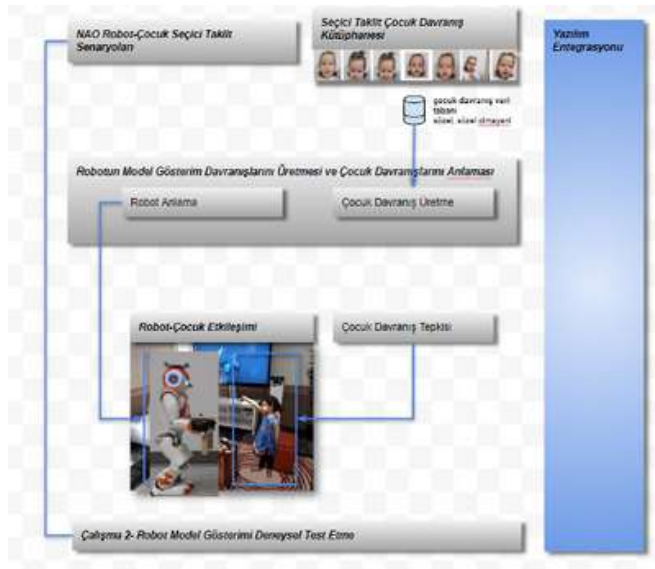 NAO Robot-Çocuk Seçici Taklit
Senaryoları
Seçici Taklit Çocuk Davranış
Kütüphanesi
Yazılım
Entegrasyonu
çocuk davranış veri
tabanı
sözel, sözel olmayan
Robotun Model Gösterim Davranışlarını Üretmesi ve Çocuk Davranışlarını Anlaması
Robot Anlama
Çocuk Davranış Üretme
Robot-Çocuk Etkileşimi
Çocuk Davranış Tepkisi
Çalışma 2- Robot Model Gösterimi Deneysel Test Etme